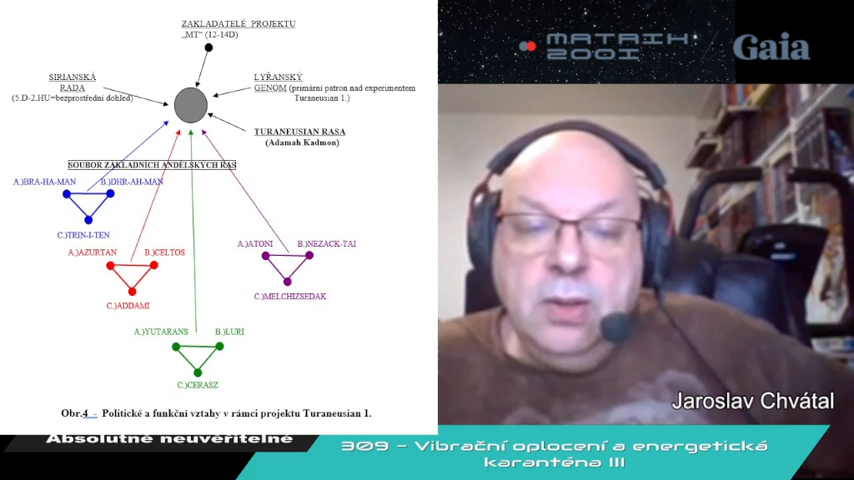 ZAKLADATELÉ PROJEKTU
„MT“ (12-14D)
SIRIANSKÁ
RADA
(5.D-2.HU=bezprostřední dohled)
LYŘANSKÝ
GENOM (primární patron nad experimentem
Turaneusian 1.)
TURANEUSIAN RASA
(Adamah Kadmon)
SOUBOR ZÁKLADNÍCH ANDĚLSKÝCH RAS
A.)BRA-HA-MAN
B.)DHR-AH-MAN
C.)TRIN-I-TEN
A.)AZURTAN
B.)CELTOS
C.)ADDAMI
A.)ATONI
B.)NEZACK-TAI
C.)MELCHIZSEDAK
A.)YUTARANS
B.)LURI
C.)CERASZ
Obr.4 – Politické a funkční vztahy v rámci projektu Turaneusian 1.
MATRIX
2001
Gaia
Jaroslav Chvátal
Absolutně neuvěřitelné
309 – Vibrační oplocení a energetická
karanténa III